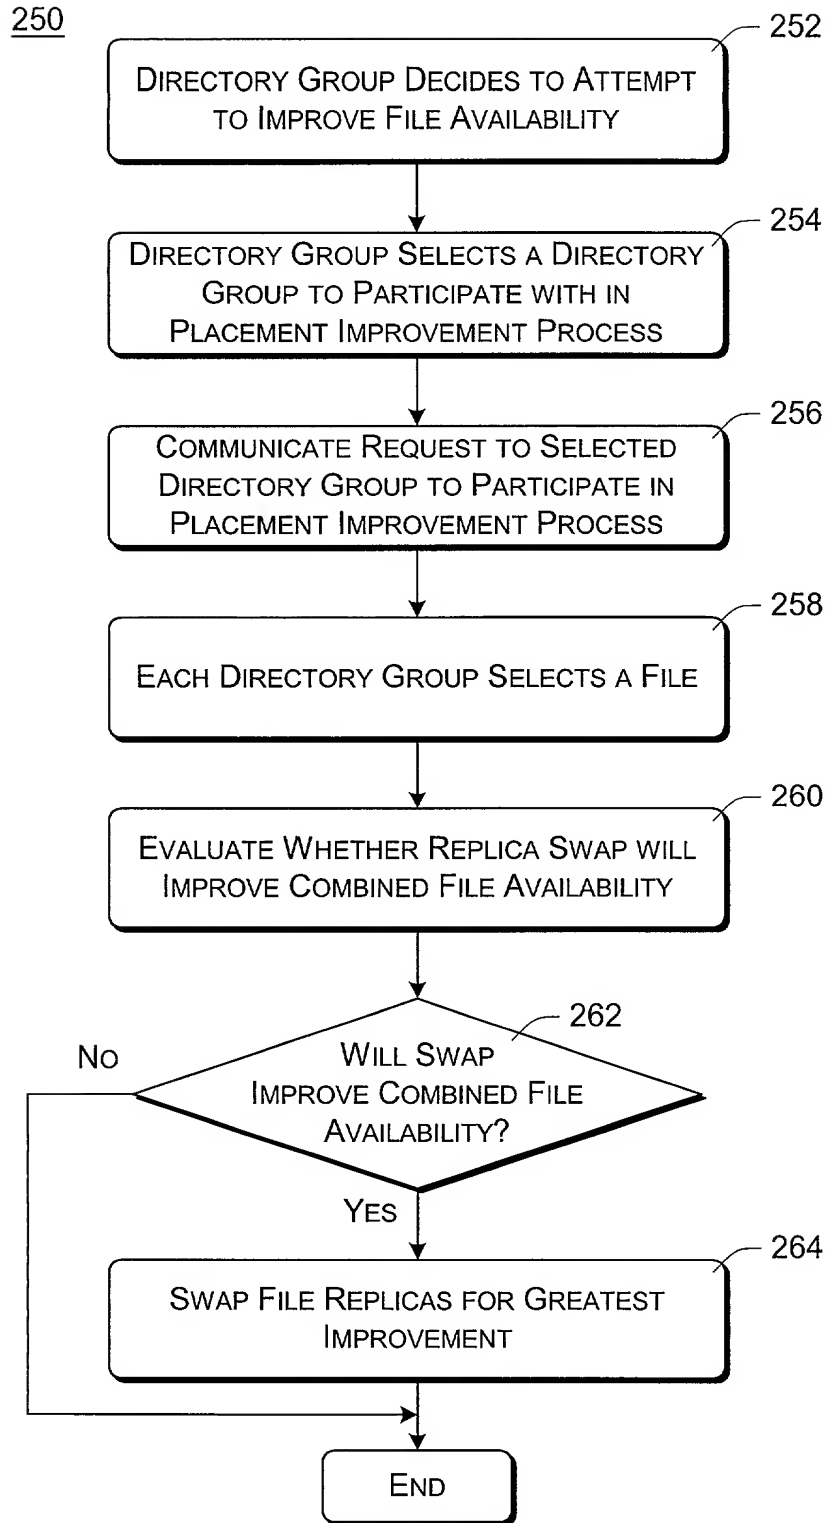 250
252
DIRECTORY GROUP DECIDES TO ATTEMPT
TO IMPROVE FILE AVAILABILITY
254
DIRECTORY GROUP SELECTS A DIRECTORY
GROUP TO PARTICIPATE WITH IN
PLACEMENT IMPROVEMENT PROCESS
256
COMMUNICATE REQUEST TO SELECTED
DIRECTORY GROUP TO PARTICIPATE IN
PLACEMENT IMPROVEMENT PROCESS
258
EACH DIRECTORY GROUP SELECTS A FILE
260
EVALUATE WHETHER REPLICA SWAP WILL
IMPROVE COMBINED FILE AVAILABILITY
262
NO
WILL SWAP
IMPROVE COMBINED FILE
AVAILABILITY?
YES
264
SWAP FILE REPLICAS FOR GREATEST
IMPROVEMENT
END